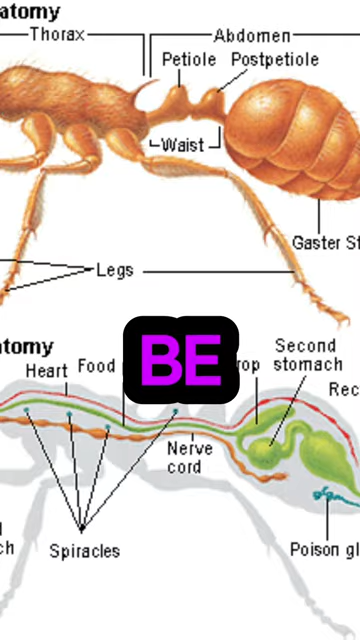 atomy
Thorax
Abdomen
Petiole Postpetiole
Waist
Gaster St
Legs
atomy
BE
Second
stomach
Heart Food rop
Rec
Nerve
cord
ch
Spiracles
Poison gl